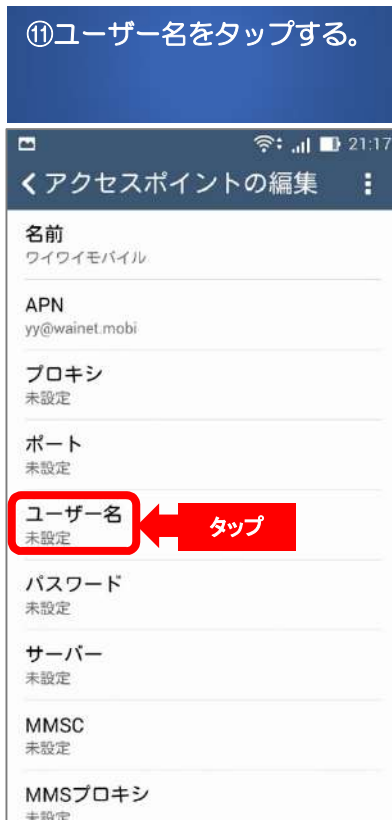 ⑪ユーザー名をタップする。
21:17
アクセスポイントの編集
名前
ワイワイモバイル
APN
yy@wainet.mobi
プロキシ
未設定
ポート
未設定
ユーザー名
未設定
タップ
パスワード
未設定
サーバー
未設定
MMSC
未設定
MMSプロキシ
未設定